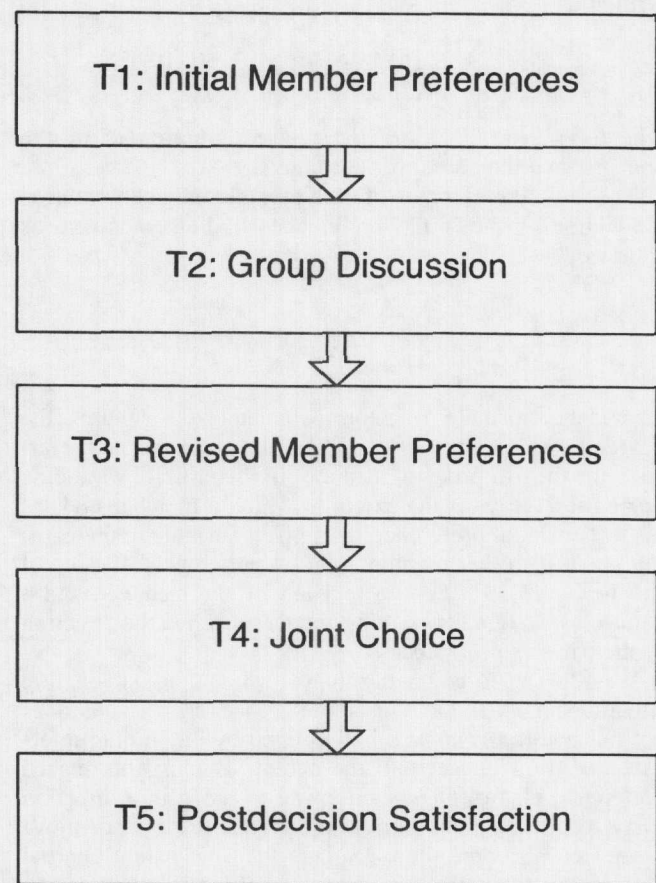 T1: Initial Member Preferences
T2: Group Discussion
T3: Revised Member Preferences
T4: Joint Choice
T5: Postdecision Satisfaction